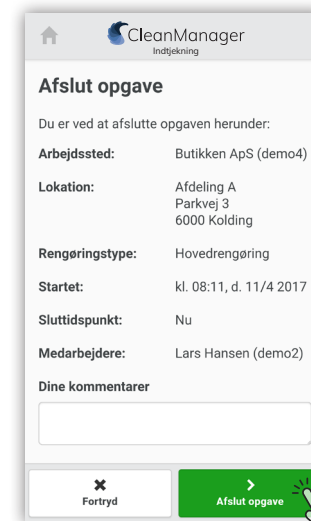 CleanManager
Indtjekning
Afslut opgave
Du er ved at afslutte opgaven herunder:
Arbejdssted: Butikken ApS (demo4)
Lokation: Afdeling A
Parkvej 3
6000 Kolding
Rengøringstype: Hovedrengøring
Startet: kl. 08:11, d. 11/4 2017
Sluttidspunkt: Nu
Medarbejdere: Lars Hansen (demo2)
Dine kommentarer
Fortryd
Afslut opgave